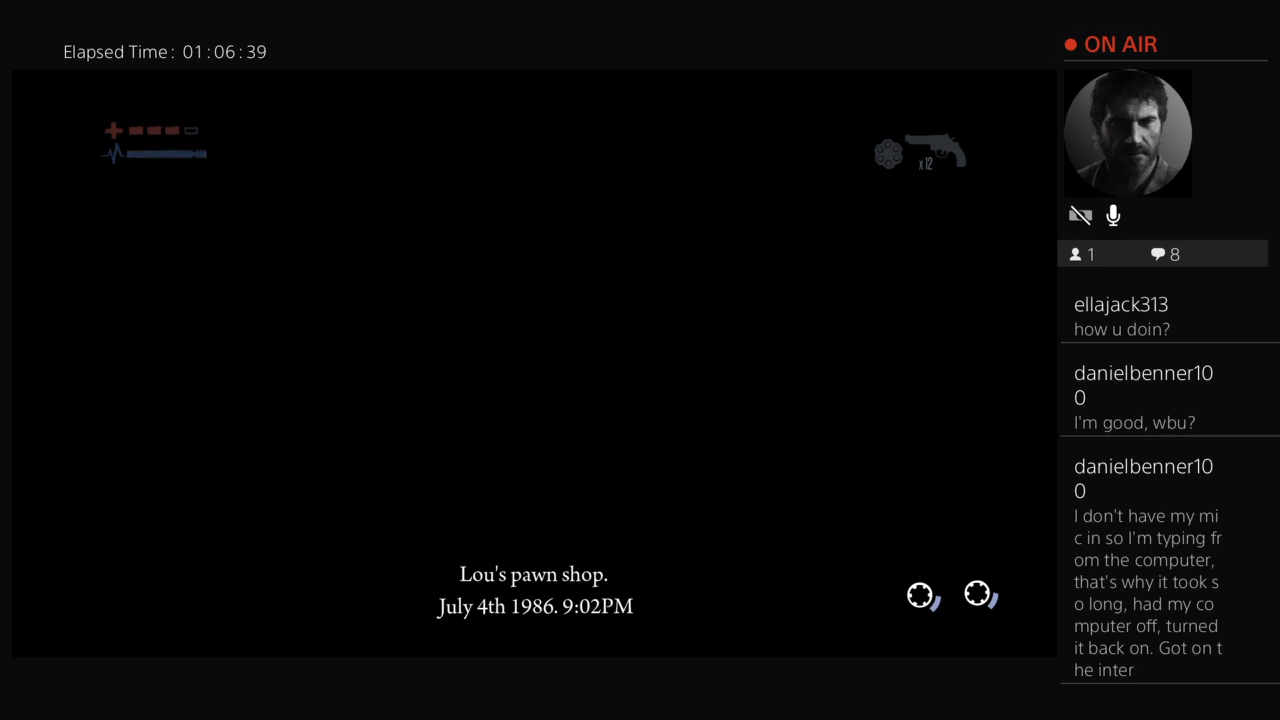 Elapsed Time: 01:06:39
ON AIR
x12
1
8
ellajack313
how u doin?
danielbenner10
0
I'm good, wbu?
danielbenner10
0
I don't have my mi
c in so I'm typing fr
om the computer,
that's why it took s
o long, had my co
mputer off, turned
it back on. Got on t
he inter
Lou's pawn shop.
July 4th 1986. 9:02PM